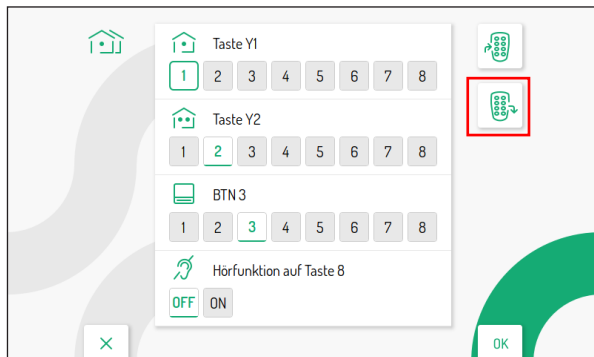 Taste Y1
1 2 3 4 5 6 7 8
Taste Y2
1 2 3 4 5 6 7 8
BTN 3
1 2 3 4 5 6 7 8
Hörfunktion auf Taste 8
OFF ON
OK